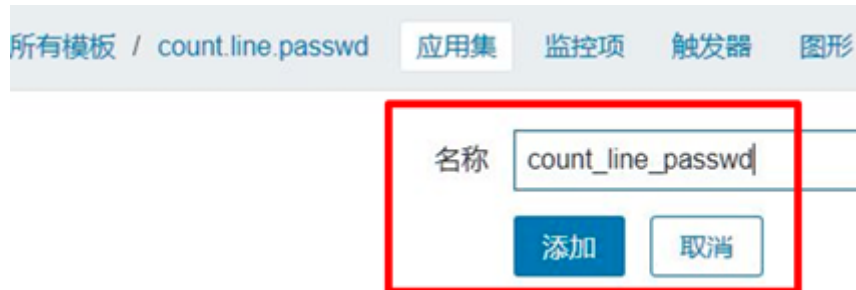 所有模板 / count.line.passwd 应用集 监控项 触发器 图形
名称 count_line_passwd
添加 取消